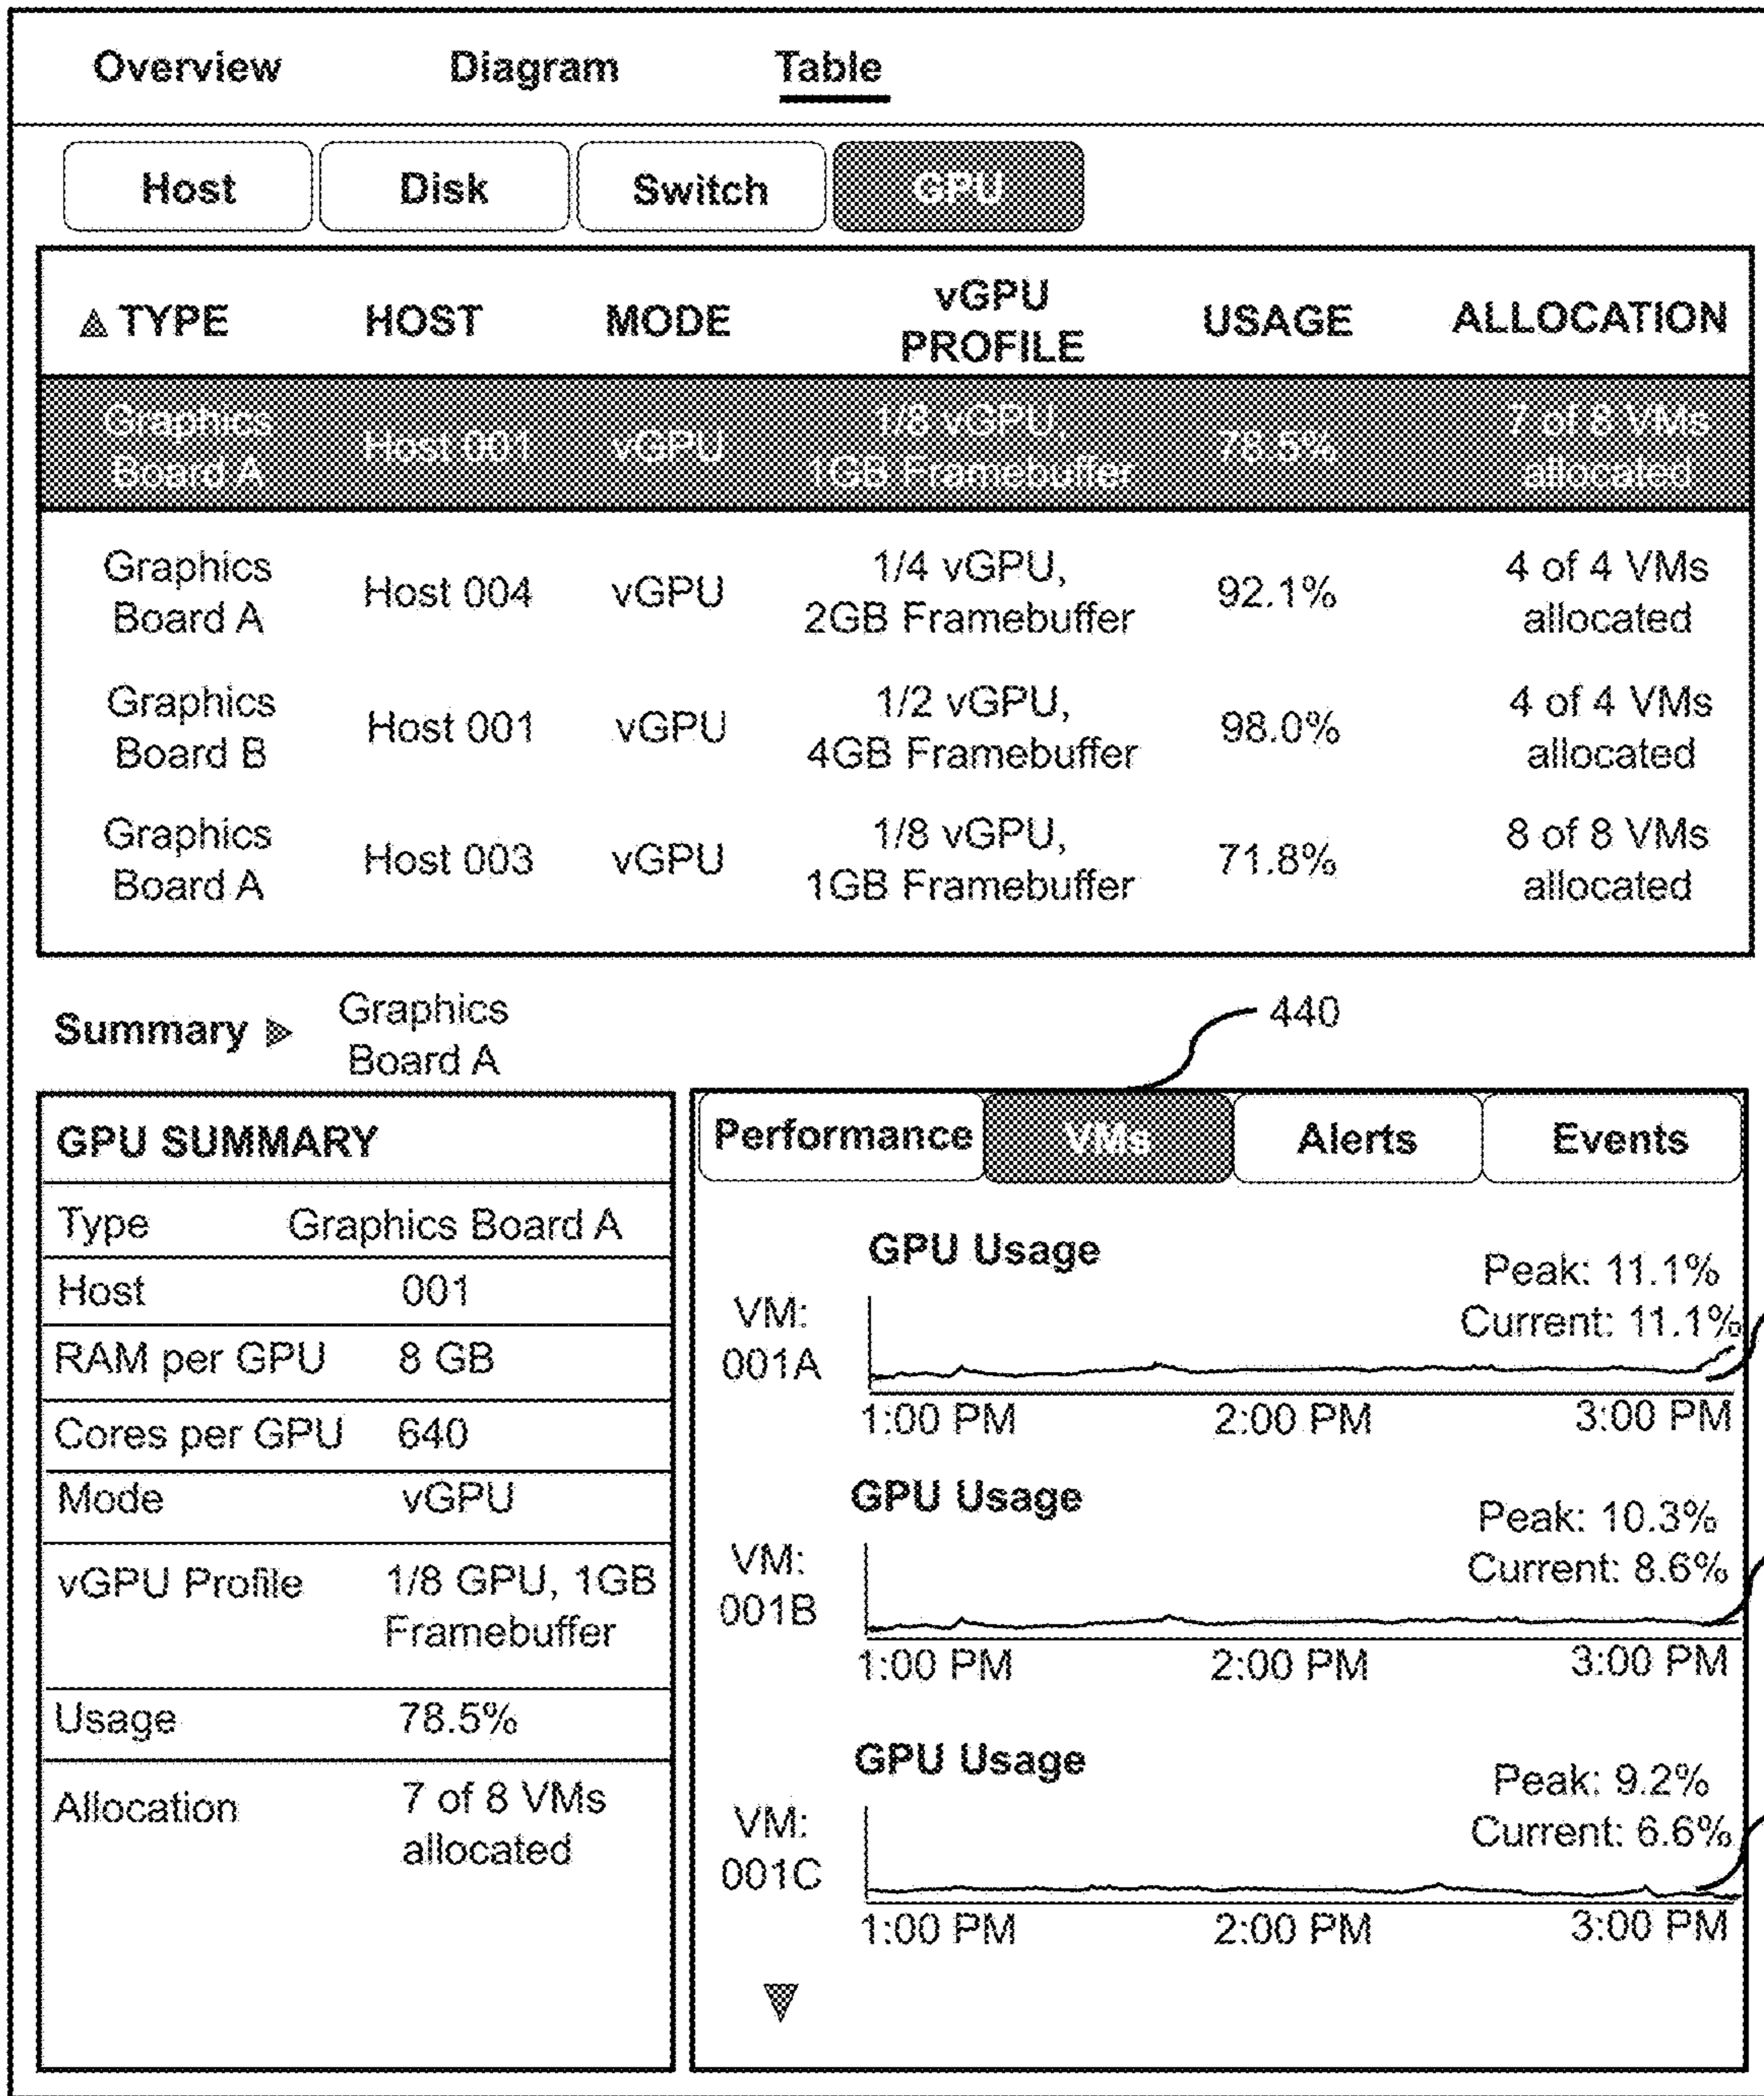 Overview Diagram Table
Host Disk Switch GPU
TYPE HOST MODE vGPU PROFILE USAGE ALLOCATION
Graphics Board A Host 001 vGPU 1/8 vGPU, 1GB Framebuffer 78.5% 7 of 8 VMs allocated
Graphics Board A Host 004 vGPU 1/4 vGPU, 2GB Framebuffer 92.1% 4 of 4 VMs allocated
Graphics Board B Host 001 vGPU 1/2 vGPU, 4GB Framebuffer 98.0% 4 of 4 VMs allocated
Graphics Board A Host 003 vGPU 1/8 vGPU, 1GB Framebuffer 71.8% 8 of 8 VMs allocated
Summary Graphics Board A
440
GPU SUMMARY
Type Graphics Board A
Host 001
RAM per GPU 8 GB
Cores per GPU 640
Mode vGPU
vGPU Profile 1/8 GPU, 1GB
Framebuffer
Usage 78.5%
Allocation 7 of 8 VMs
allocated
Performance VMs Alerts Events
GPU Usage
Peak: 11.1%
Current: 11.1%
VM:
001A
1:00 PM 2:00 PM 3:00 PM
GPU Usage
Peak: 10.3%
Current: 8.6%
VM:
001B
1:00 PM 2:00 PM 3:00 PM
GPU Usage
Peak: 9.2%
Current: 6.6%
VM:
001C
1:00 PM 2:00 PM 3:00 PM